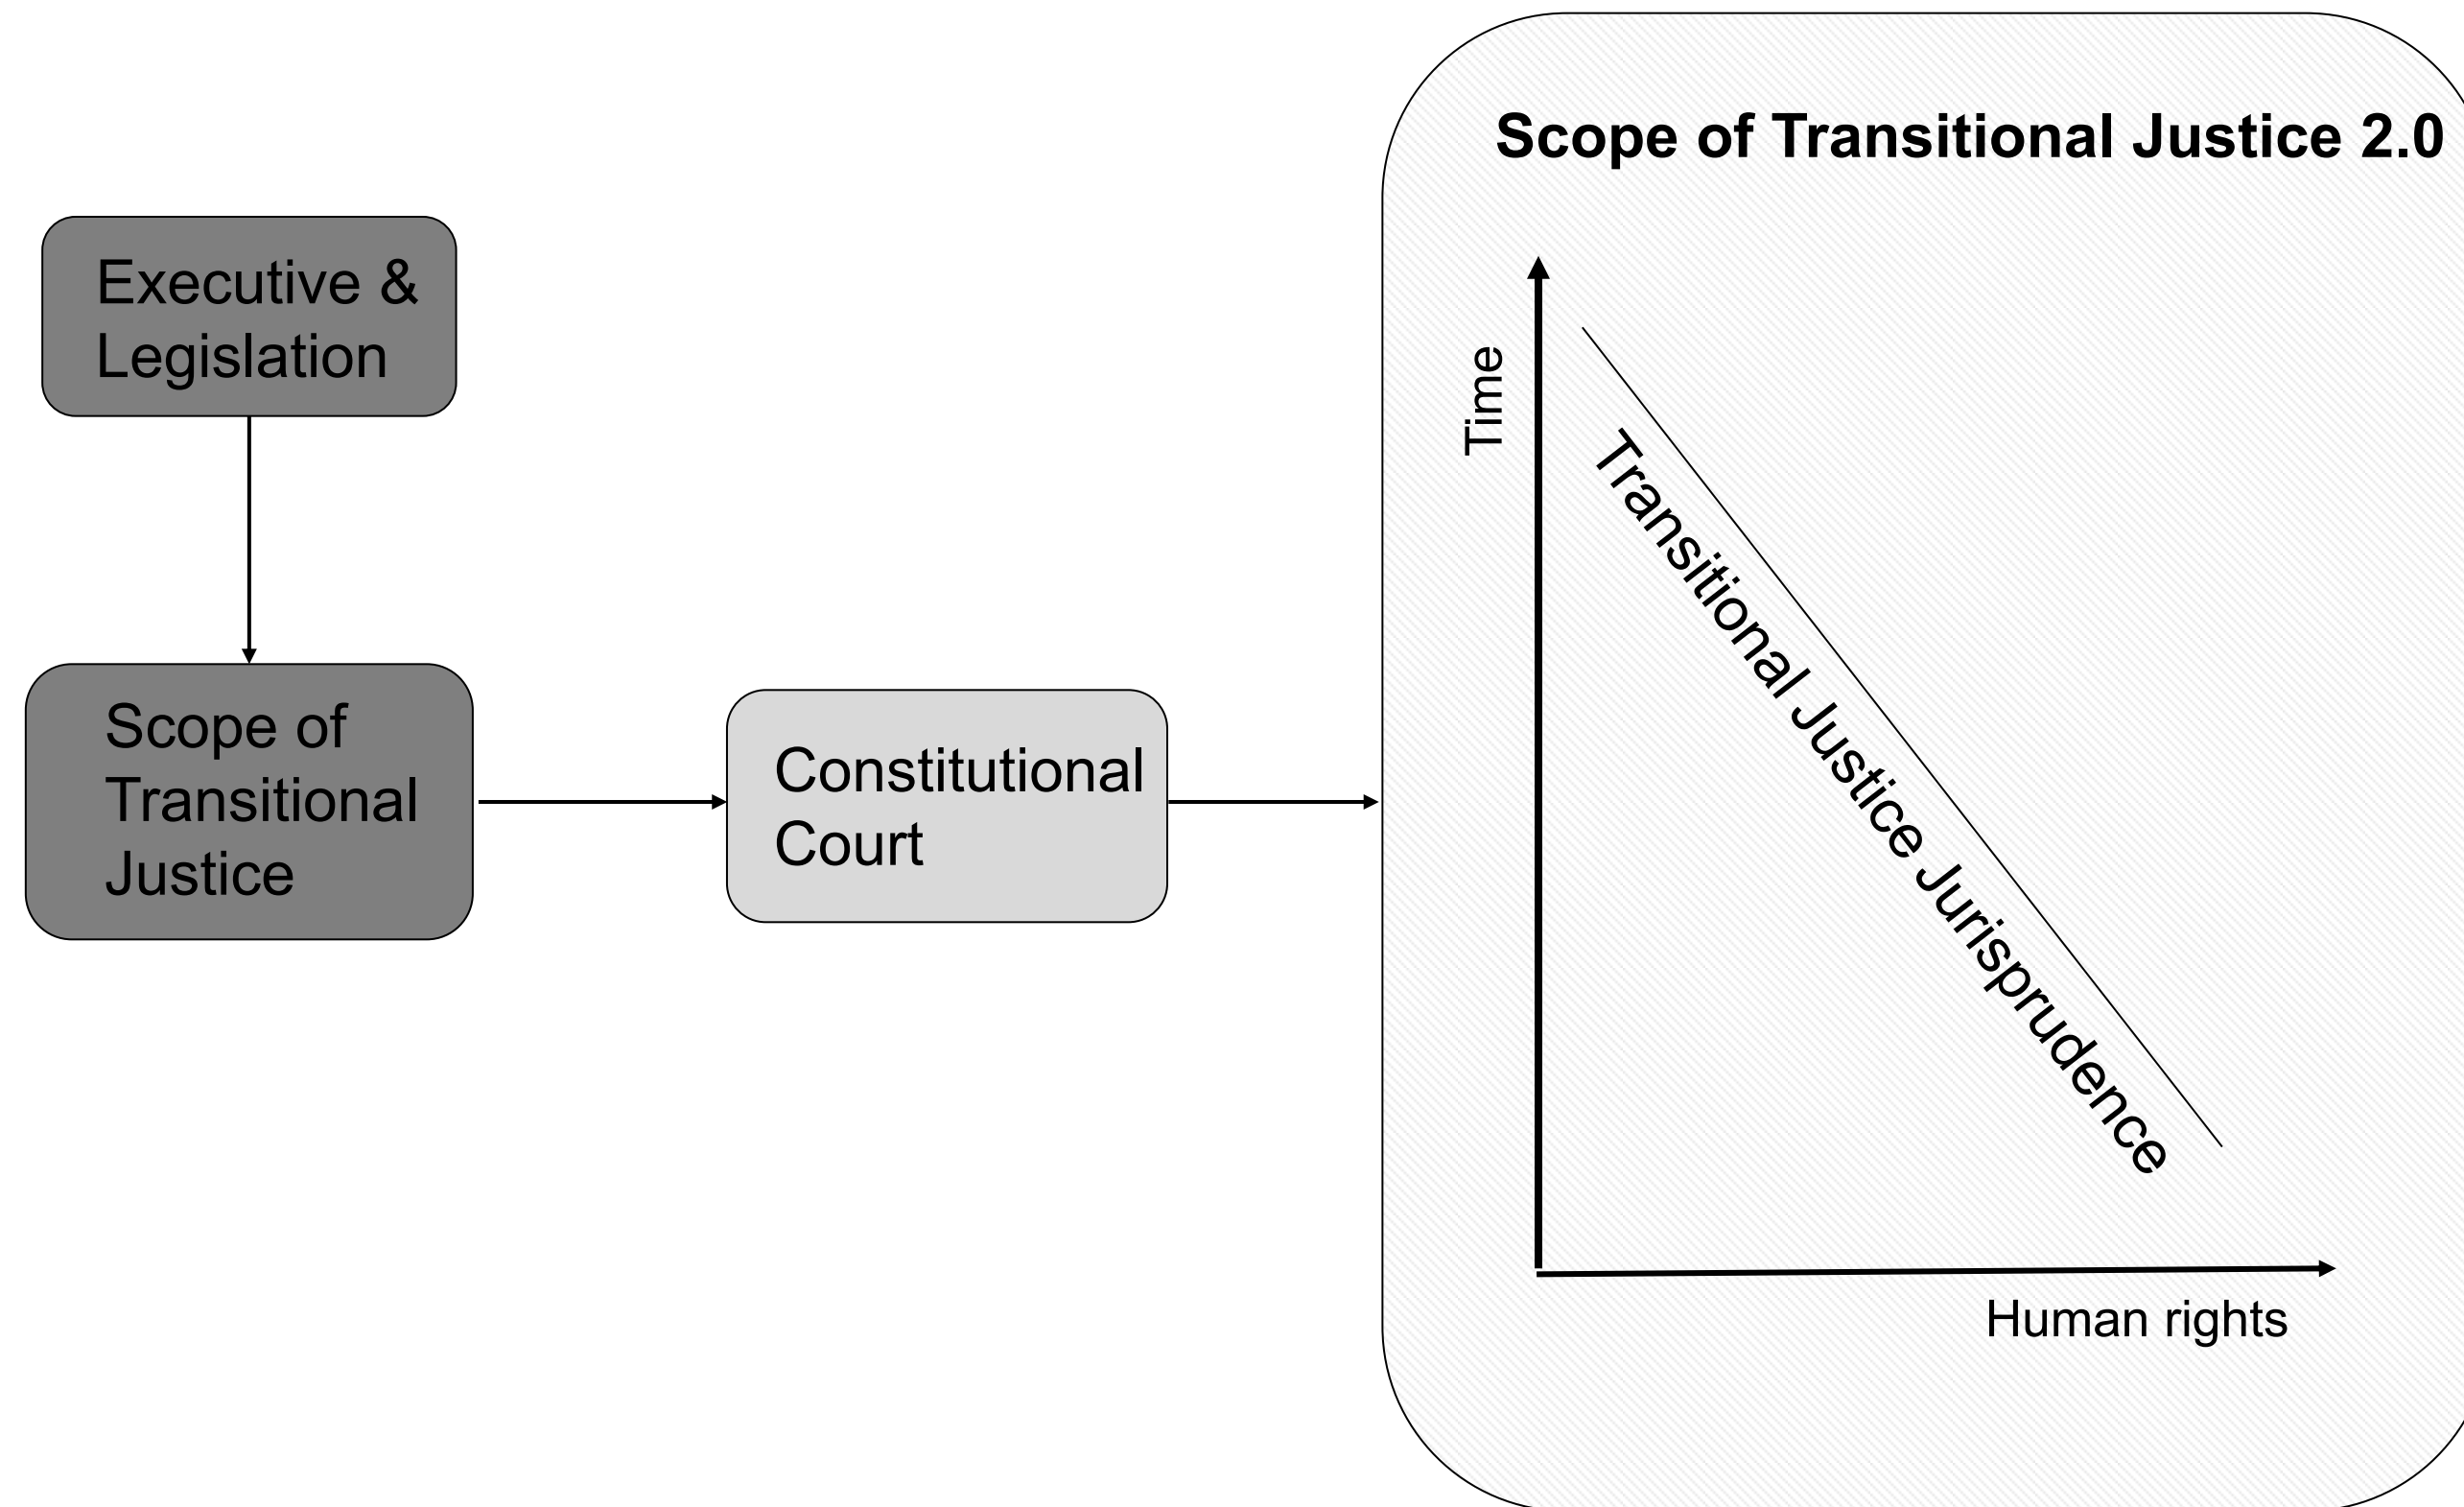 Executive &
Legislation
Scope of
Transitional
Justice
Constitutional
Court
Scope of Transitional Justice 2.0
Time
Transitional Justice Jurisprudence
Human rights